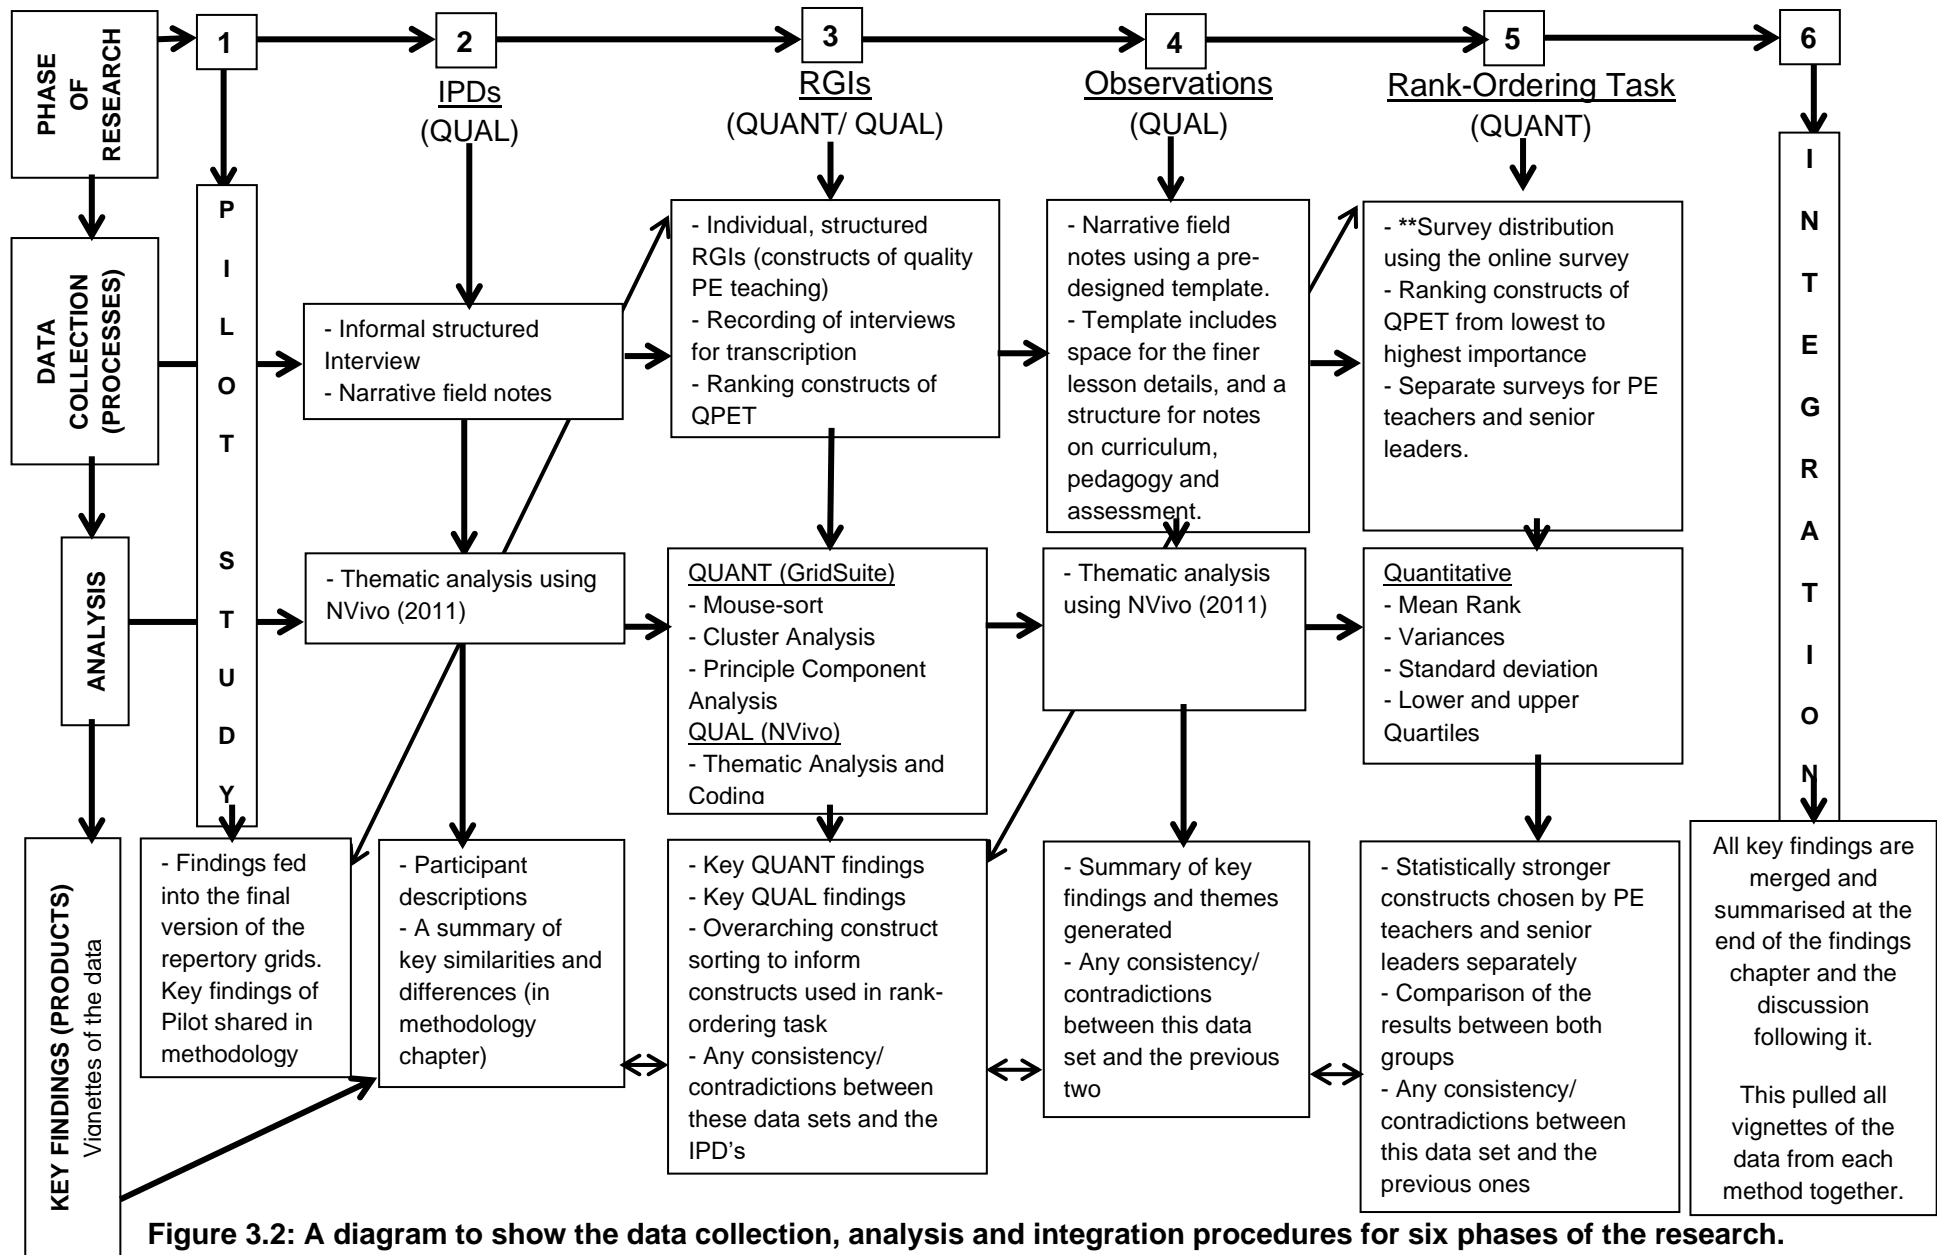 PHASE
OF
RESEARCH
1
2
3
4
5
6
IPDs
(QUAL)
RGIs
(QUANT/ QUAL)
Observations
(QUAL)
Rank-Ordering Task
(QUANT)
P
I
L
O
T
S
T
U
D
Y
I
N
T
E
G
R
A
T
I
O
N
DATA
COLLECTION
(PROCESSES)
- Informal structured
Interview
- Narrative field notes
- Individual, structured
RGIs (constructs of quality
PE teaching)
- Recording of interviews
for transcription
- Ranking constructs of
QPET
- Narrative field
notes using a pre-
designed template.
- Template includes
space for the finer
lesson details, and a
structure for notes
on curriculum,
pedagogy and
assessment.
- **Survey distribution
using the online survey
- Ranking constructs of
QPET from lowest to
highest importance
- Separate surveys for PE
teachers and senior
leaders.
ANALYSIS
- Thematic analysis using
NVivo (2011)
QUANT (GridSuite)
- Mouse-sort
- Cluster Analysis
- Principle Component
Analysis
QUAL (NVivo)
- Thematic Analysis and
Coding
- Thematic analysis
using NVivo (2011)
Quantitative
- Mean Rank
- Variances
- Standard deviation
- Lower and upper
Quartiles
KEY FINDINGS (PRODUCTS)
Vignettes of the data
- Findings fed
into the final
version of the
repertory grids.
Key findings of
Pilot shared in
methodology
- Participant
descriptions
- A summary of
key similarities and
differences (in
methodology
chapter)
- Key QUANT findings
- Key QUAL findings
- Overarching construct
sorting to inform
constructs used in rank-
ordering task
- Any consistency/
contradictions between
these data sets and the
IPD's
- Summary of key
findings and themes
generated
- Any consistency/
contradictions
between this data
set and the previous
two
- Statistically stronger
constructs chosen by PE
teachers and senior
leaders separately
- Comparison of the
results between both
groups
- Any consistency/
contradictions between
this data set and the
previous ones
All key findings are
merged and
summarised at the
end of the findings
chapter and the
discussion
following it.
This pulled all
vignettes of the
data from each
method together.
Figure 3.2: A diagram to show the data collection, analysis and integration procedures for six phases of the research.